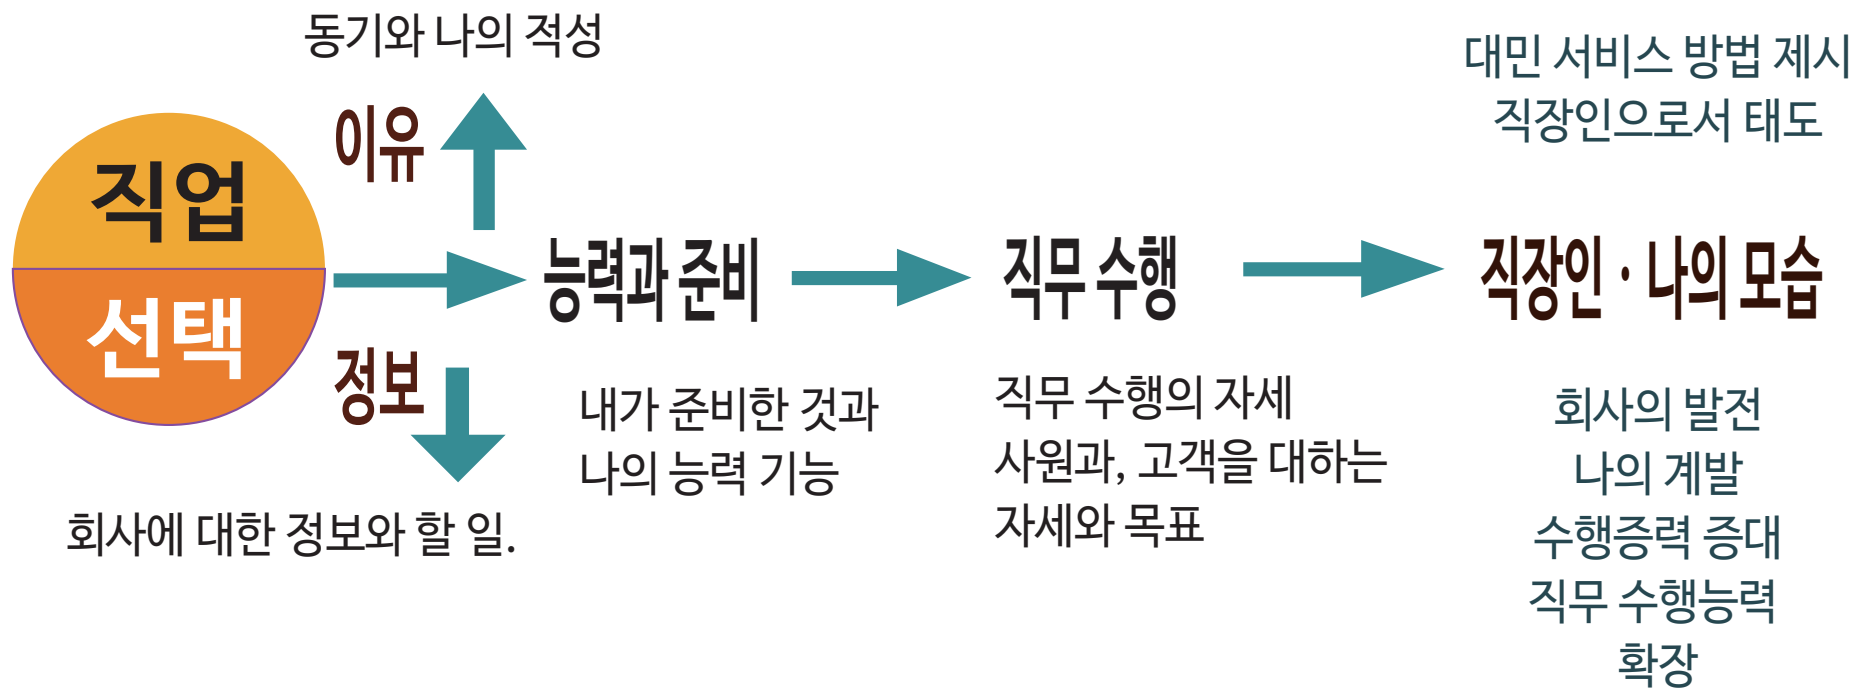 동기와 나의 적성
이유
직업
선택
정보
회사에 대한 정보와 할 일.
능력과 준비
내가 준비한 것과
나의 능력 기능
직무 수행
직무 수행의 자세
사원과, 고객을 대하는
자세와 목표
대민 서비스 방법 제시
직장인으로서 태도
직장인 · 나의 모습
회사의 발전
나의 계발
수행증력 증대
직무 수행능력
확장